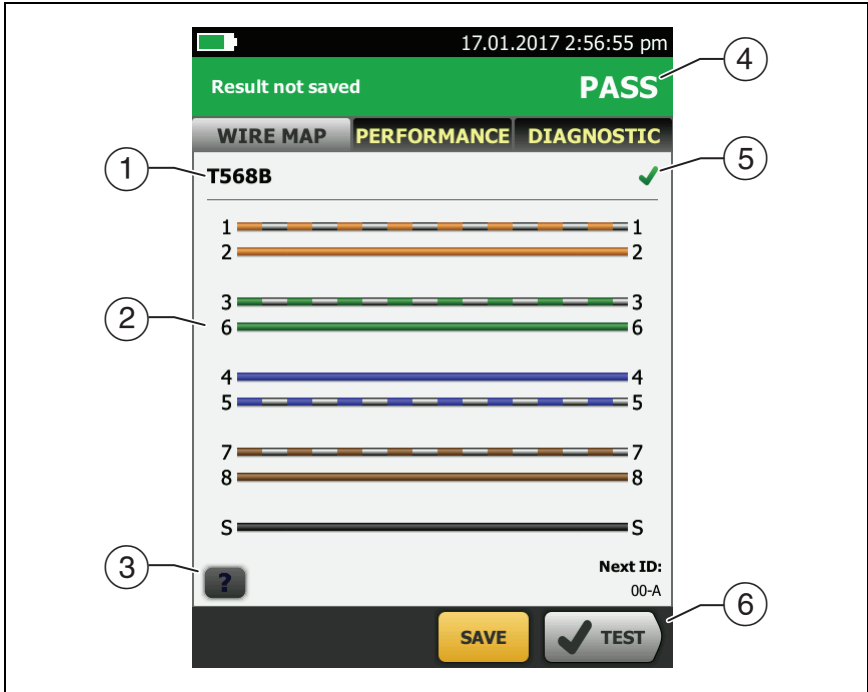 17.01.2017 2:56:55 pm
4
Result not saved PASS
WIRE MAP PERFORMANCE DIAGNOSTIC
1 5
T568B
1 1
2 2
3 3
2
6 6
4 4
5 5
7 7
8 8
S S
3
?
Next ID:
00-A
6
SAVE TEST